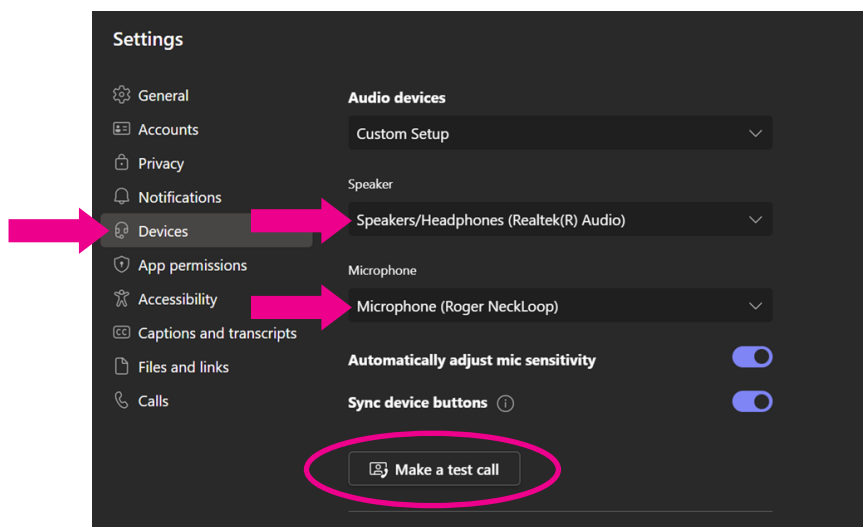 Settings
General
Accounts
Privacy
Notifications
Devices
App permissions
Accessibility
CC Captions and transcripts
Files and links
Calls
Audio devices
Custom Setup
Speaker
Speakers/Headphones (Realtek(R) Audio)
Microphone
Microphone (Roger NeckLoop)
Automatically adjust mic sensitivity
Sync device buttons
Make a test call